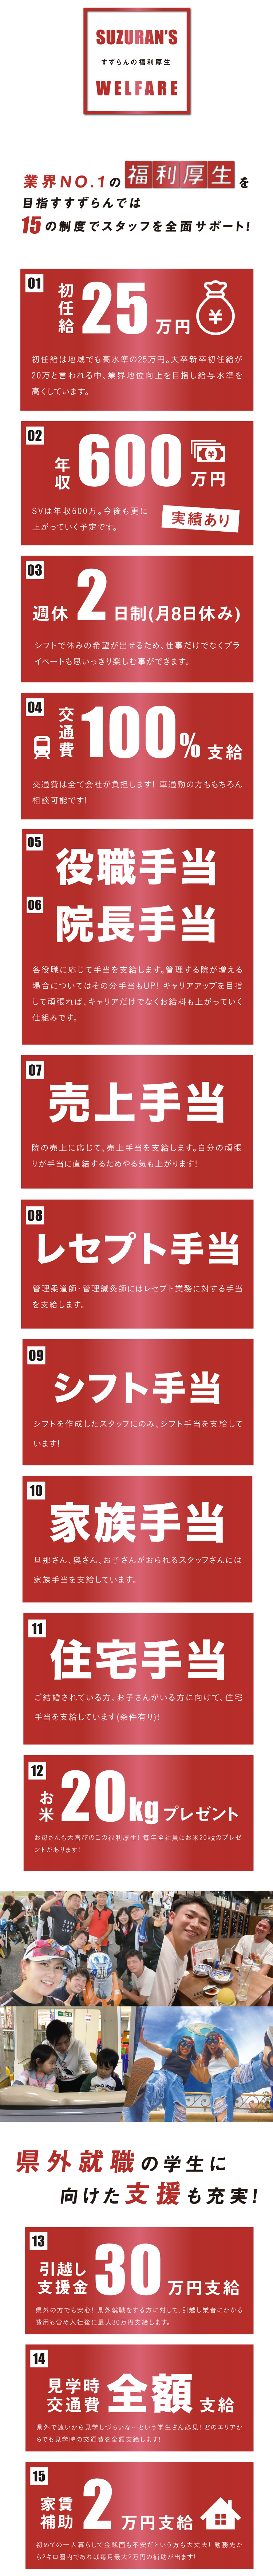 SUZURAN'S
すずらんの福利厚生
WELFARE
業界NO.1の福利厚生を
目指すすずらんでは
15の制度でスタッフを全面サポート!
01
初任給25万円
初任給は地域でも高水準の25万円。大卒新卒初任給が
20万と言われる中、業界地位向上を目指し給与水準を
高くしています。
02
年収600万円
SVは年収600万。今後も更に
上がっていく予定です。
実績あり
03
週休2日制(月8日休み)
シフトで休みの希望が出せるため、仕事だけでなくプラ
イベートも思いっきり楽しむ事ができます。
04
交通費100%支給
交通費は全て会社が負担します! 車通勤の方ももちろん
相談可能です!
05
役職手当
06
院長手当
各役職に応じて手当を支給します。管理する院が増える
場合についてはその分手当もUP! キャリアアップを目指
して頑張れば、キャリアだけでなくお給料も上がっていく
仕組みです。
07
売上手当
院の売上に応じて、売上手当を支給します。自分の頑張
りが手当に直結するためやる気も上がります!
08
レセプト手当
管理柔道師・管理鍼灸師にはレセプト業務に対する手当
を支給します。
09
シフト手当
シフトを作成したスタッフにのみ、シフト手当を支給して
います!
10
家族手当
旦那さん、奥さん、お子さんがおられるスタッフさんには
家族手当を支給しています。
11
住宅手当
ご結婚されている方、お子さんがいる方に向けて、住宅
手当を支給しています(条件有り)!
12
お米20kgプレゼント
お母さんも大喜びのこの福利厚生! 毎年全社員にお米20kgのプレゼ
ントがあります!
県外就職の学生に
向けた支援も充実!
13
引越し支援金30万円支給
県外の方でも安心! 県外就職をする方に対して、引越し業者にかかる
費用も含め入社後に最大30万円支給します。
14
見学時交通費全額支給
県外で遠いから見学しづらいな…という学生さん必見! どのエリアか
らでも見学時の交通費を全額支給します!
15
家賃補助2万円支給
初めての一人暮らしで金銭面も不安だという方も大丈夫! 勤務先か
ら2キロ圏内であれば毎月最大2万円の補助が出ます!